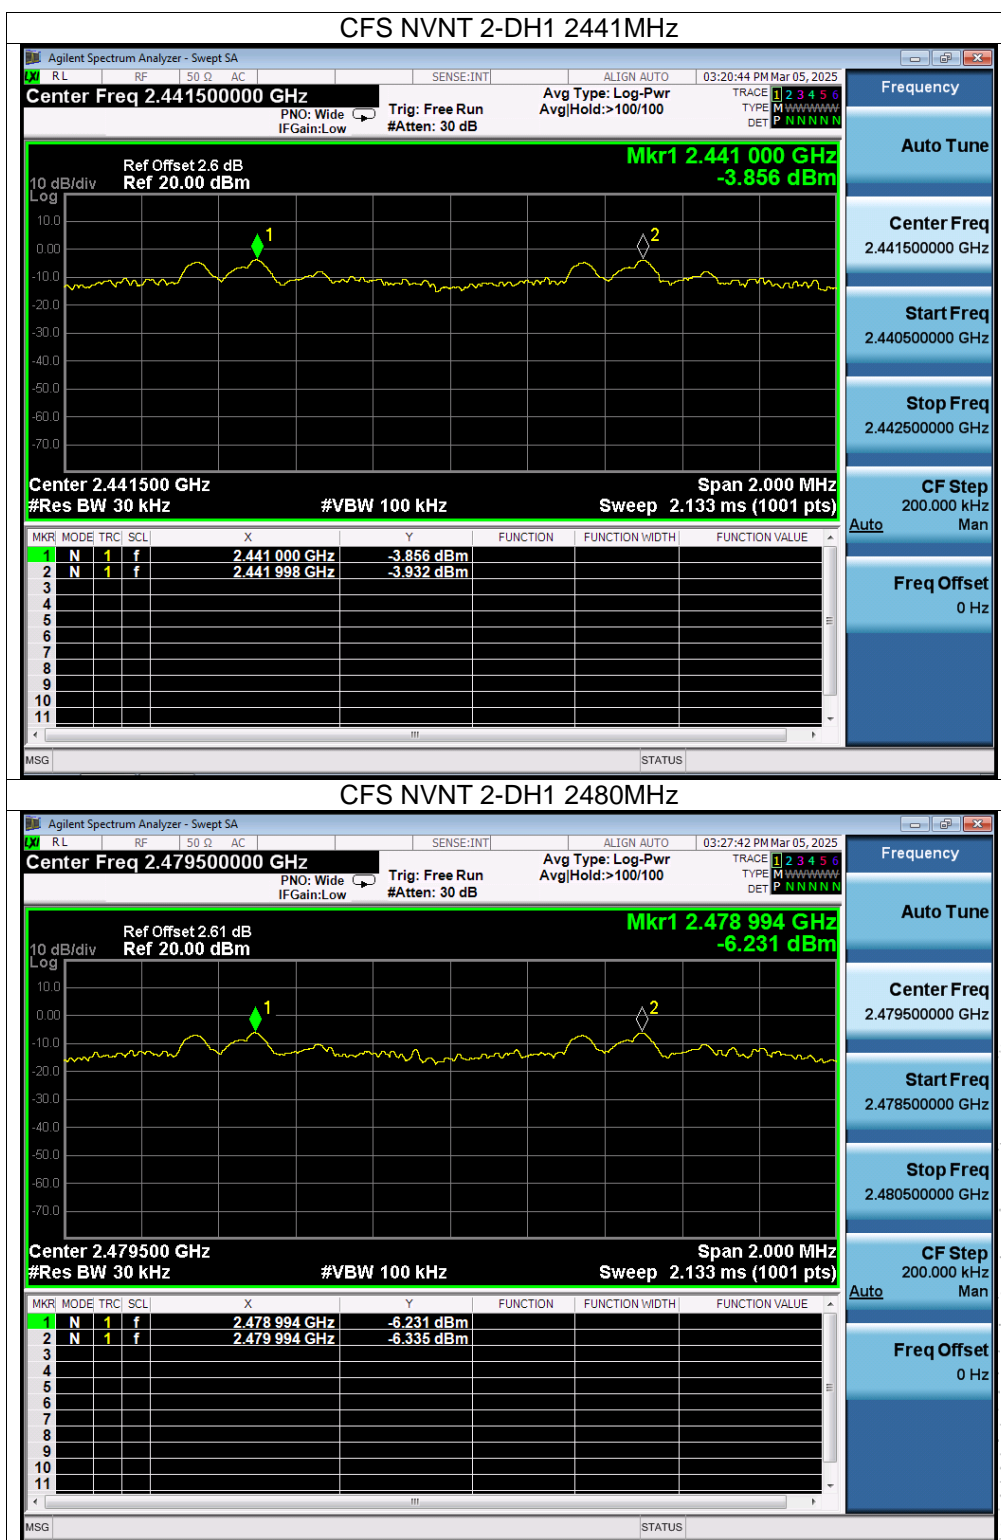 CFS NVNT 2-DH1 2441MHz
Agilent Spectrum Analyzer - Swept SA
LXI RL RF 50 Ω AC SENSE:INT ALIGN AUTO 03:20:44 PM Mar 05, 2025
Center Freq 2.441500000 GHz
PNO: Wide
IFGain:Low
Trig: Free Run
#Atten: 30 dB
Avg Type: Log-Pwr
Avg|Hold:>100/100
TRACE 1 2 3 4 5 6
TYPE M WWWWW
DET P N N N N N
Mkr1 2.441 000 GHz
-3.856 dBm
Ref Offset 2.6 dB
10 dB/div Ref 20.00 dBm
Log
10.0
0.00
-10.0
-20.0
-30.0
-40.0
-50.0
-60.0
-70.0
1
2
Center 2.441500 GHz Span 2.000 MHz
#Res BW 30 kHz #VBW 100 kHz Sweep 2.133 ms (1001 pts)
MKR MODE TRC SCL X Y FUNCTION FUNCTION WIDTH FUNCTION VALUE
1 N 1 f 2.441 000 GHz -3.856 dBm
2 N 1 f 2.441 998 GHz -3.932 dBm
3
4
5
6
7
8
9
10
11
MSG STATUS
Frequency
Auto Tune
Center Freq
2.441500000 GHz
Start Freq
2.440500000 GHz
Stop Freq
2.442500000 GHz
CF Step
200.000 kHz
Auto Man
Freq Offset
0 Hz
CFS NVNT 2-DH1 2480MHz
Agilent Spectrum Analyzer - Swept SA
LXI RL RF 50 Ω AC SENSE:INT ALIGN AUTO 03:27:42 PM Mar 05, 2025
Center Freq 2.479500000 GHz
PNO: Wide
IFGain:Low
Trig: Free Run
#Atten: 30 dB
Avg Type: Log-Pwr
Avg|Hold:>100/100
TRACE 1 2 3 4 5 6
TYPE M WWWWW
DET P N N N N N
Mkr1 2.478 994 GHz
-6.231 dBm
Ref Offset 2.61 dB
10 dB/div Ref 20.00 dBm
Log
10.0
0.00
-10.0
-20.0
-30.0
-40.0
-50.0
-60.0
-70.0
1
2
Center 2.479500 GHz Span 2.000 MHz
#Res BW 30 kHz #VBW 100 kHz Sweep 2.133 ms (1001 pts)
MKR MODE TRC SCL X Y FUNCTION FUNCTION WIDTH FUNCTION VALUE
1 N 1 f 2.478 994 GHz -6.231 dBm
2 N 1 f 2.479 994 GHz -6.335 dBm
3
4
5
6
7
8
9
10
11
MSG STATUS
Frequency
Auto Tune
Center Freq
2.479500000 GHz
Start Freq
2.478500000 GHz
Stop Freq
2.480500000 GHz
CF Step
200.000 kHz
Auto Man
Freq Offset
0 Hz